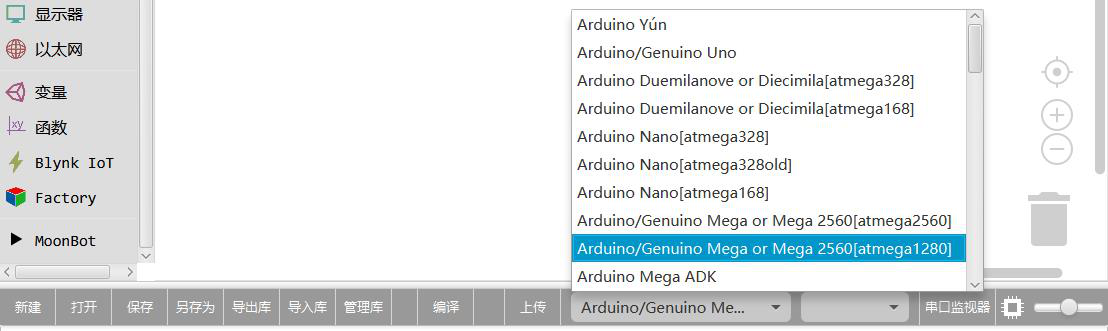 显示器
以太网
变量
函数
Blynk IoT
Factory
MoonBot
Arduino Yún
Arduino/Genuino Uno
Arduino Duemilanove or Diecimila[atmega328]
Arduino Duemilanove or Diecimila[atmega168]
Arduino Nano[atmega328]
Arduino Nano[atmega328old]
Arduino Nano[atmega168]
Arduino/Genuino Mega or Mega 2560[atmega2560]
Arduino/Genuino Mega or Mega 2560[atmega1280]
Arduino Mega ADK
新建 打开 保存 另存为 导出库 导入库 管理库 编译 上传 Arduino/Genuino Me... 串口监视器